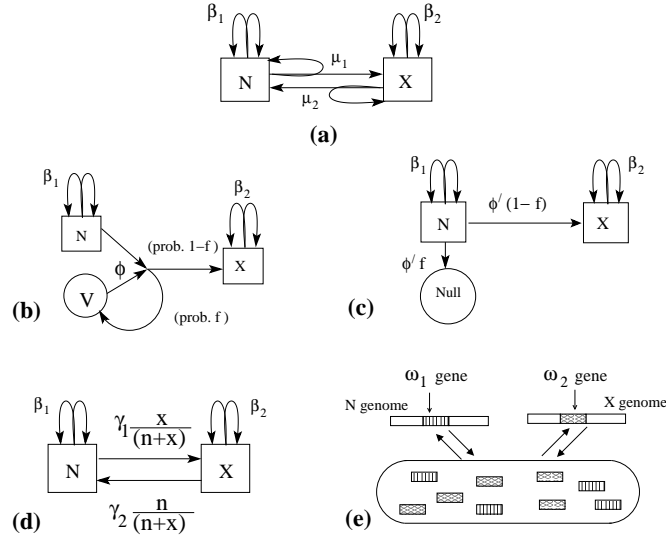 β₁ β₂
N μ₁ μ₂ X
(a)
β₁ β₂
N X
(prob. 1−f)
ϕ
V
(prob. f)
(b)
β₁ β₂
N ϕ′ (1− f) X
ϕ′ f
Null
(c)
β₁ β₂
N γ₁ x/(n+x) X
γ₂ n/(n+x)
(d)
ω₁ gene ω₂ gene
N genome X genome
(e)